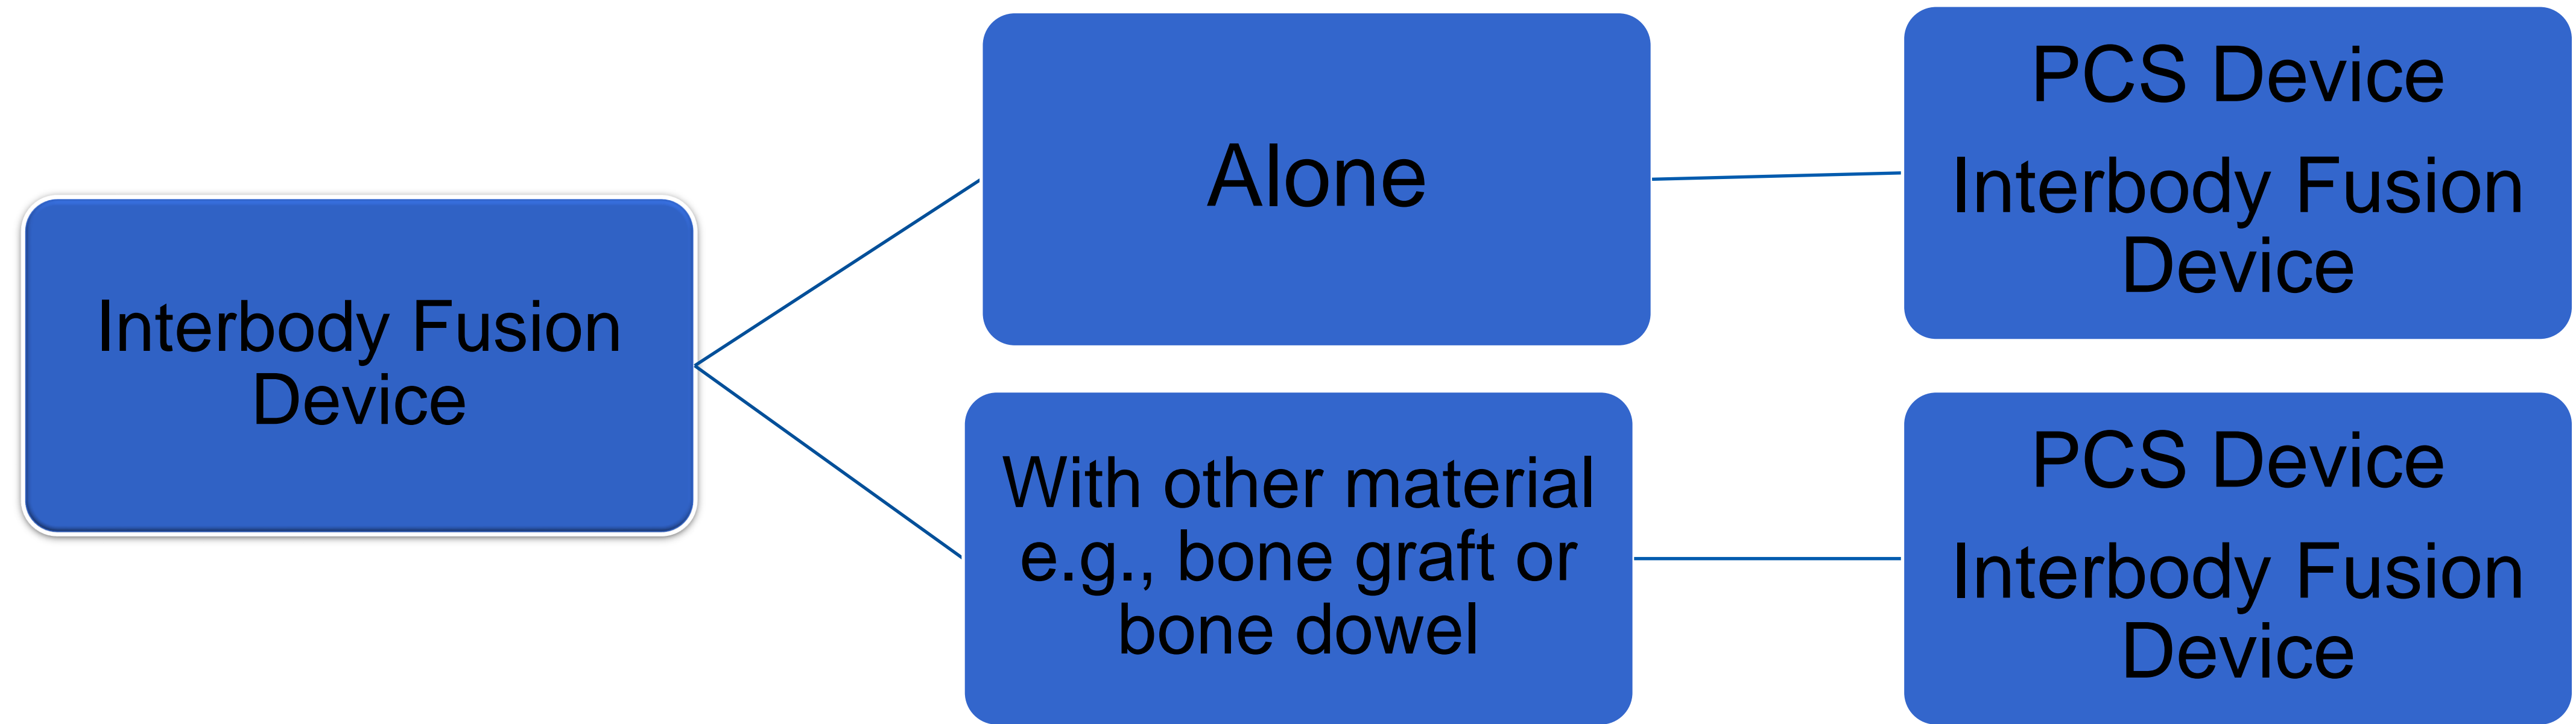 Interbody Fusion
Device
Alone
PCS Device
Interbody Fusion
Device
With other material
e.g., bone graft or
bone dowel
PCS Device
Interbody Fusion
Device